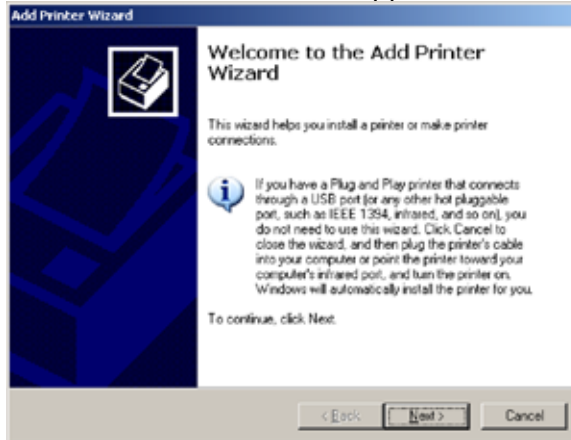 Add Printer Wizard
Welcome to the Add Printer
Wizard
This wizard helps you install a printer or make printer
connections.
If you have a Plug and Play printer that connects
through a USB port (or any other hot pluggable
port, such as IEEE 1394, infrared, and so on), you
do not need to use this wizard. Click Cancel to
close the wizard, and then plug the printer's cable
into your computer or point the printer toward your
computer's infrared port, and turn the printer on.
Windows will automatically install the printer for you.
To continue, click Next.
< Back Next > Cancel